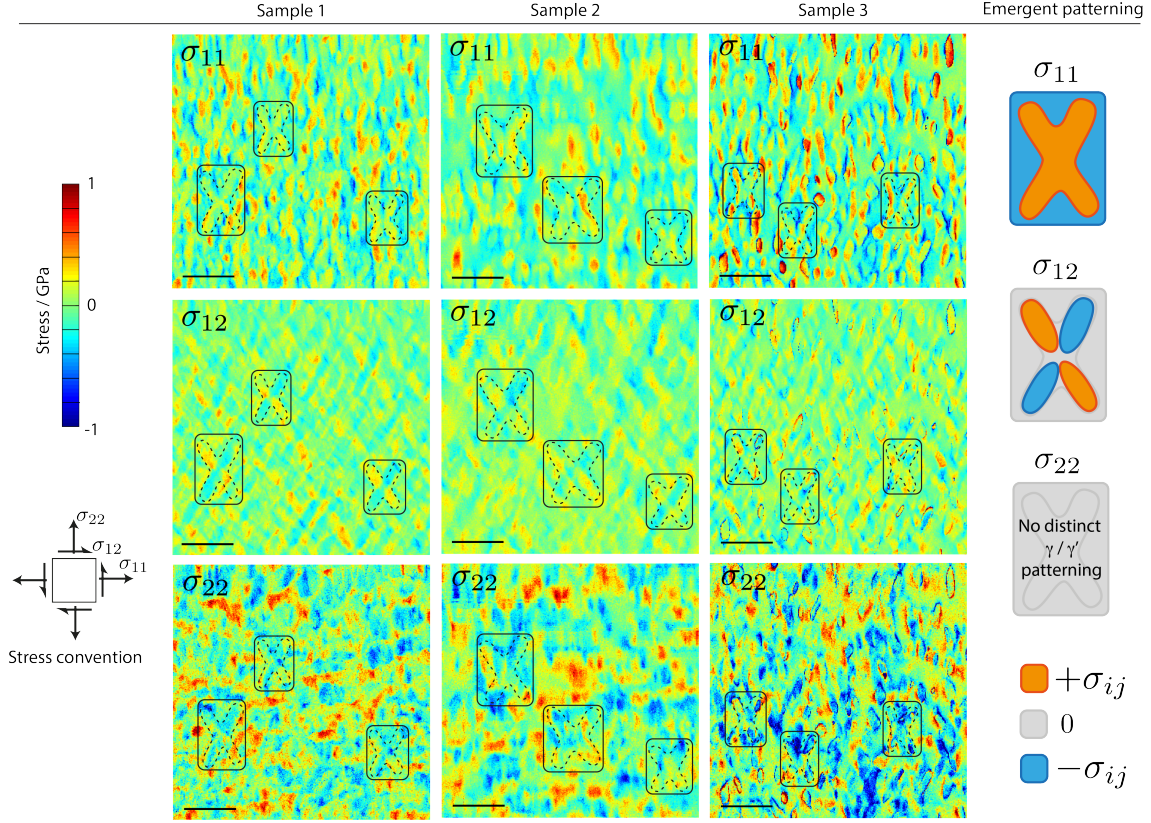 Sample 1
Sample 2
Sample 3
Emergent patterning
σ11
σ11
σ11
σ11
1
0
-1
Stress / GPa
σ12
σ12
σ12
σ12
σ22
σ12
σ11
Stress convention
σ22
σ22
σ22
σ22
No distinct
γ / γ′
patterning
+σij
0
−σij